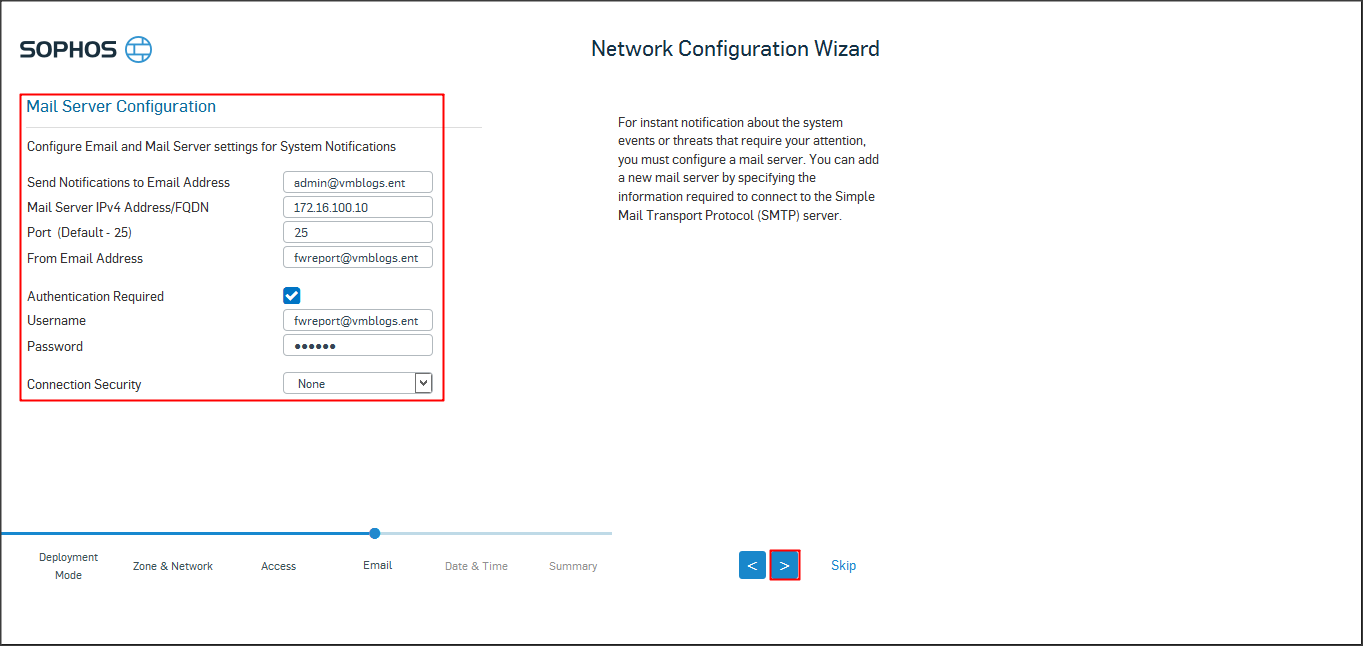 SOPHOS
Network Configuration Wizard
Mail Server Configuration
Configure Email and Mail Server settings for System Notifications
Send Notifications to Email Address admin@vmblogs.ent
Mail Server IPv4 Address/FQDN 172.16.100.10
Port (Default - 25) 25
From Email Address fwreport@vmblogs.ent
Authentication Required
Username fwreport@vmblogs.ent
Password ••••••
Connection Security None
For instant notification about the system
events or threats that require your attention,
you must configure a mail server. You can add
a new mail server by specifying the
information required to connect to the Simple
Mail Transport Protocol (SMTP) server.
Deployment
Mode
Zone & Network
Access
Email
Date & Time
Summary
< >
Skip